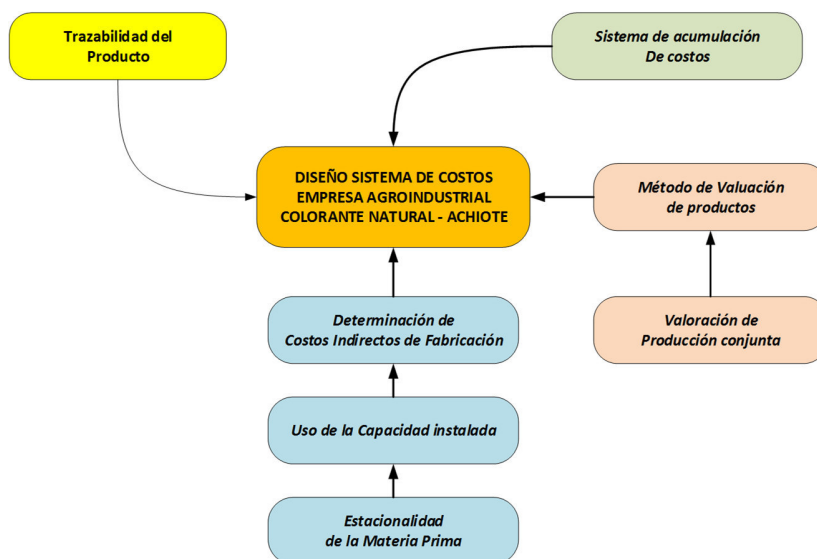 Trazabilidad del
Producto
Sistema de acumulación
De costos
DISEÑO SISTEMA DE COSTOS
EMPRESA AGROINDUSTRIAL
COLORANTE NATURAL - ACHIOTE
Método de Valuación
de productos
Determinación de
Costos Indirectos de Fabricación
Valoración de
Producción conjunta
Uso de la Capacidad instalada
Estacionalidad
de la Materia Prima